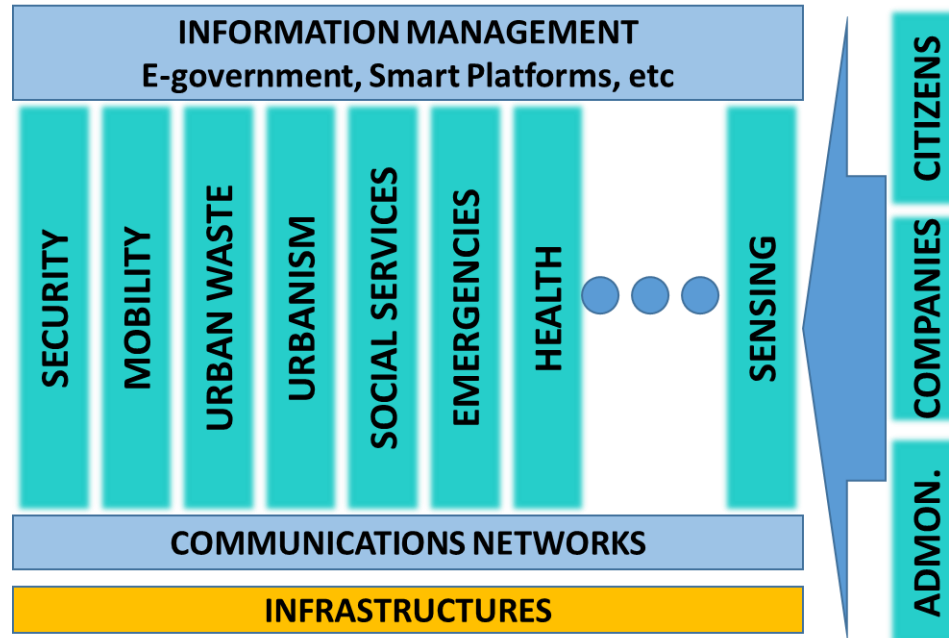 INFORMATION MANAGEMENT
E-government, Smart Platforms, etc
SECURITY
MOBILITY
URBAN WASTE
URBANISM
SOCIAL SERVICES
EMERGENCIES
HEALTH
SENSING
COMMUNICATIONS NETWORKS
INFRASTRUCTURES
CITIZENS
COMPANIES
ADMON.